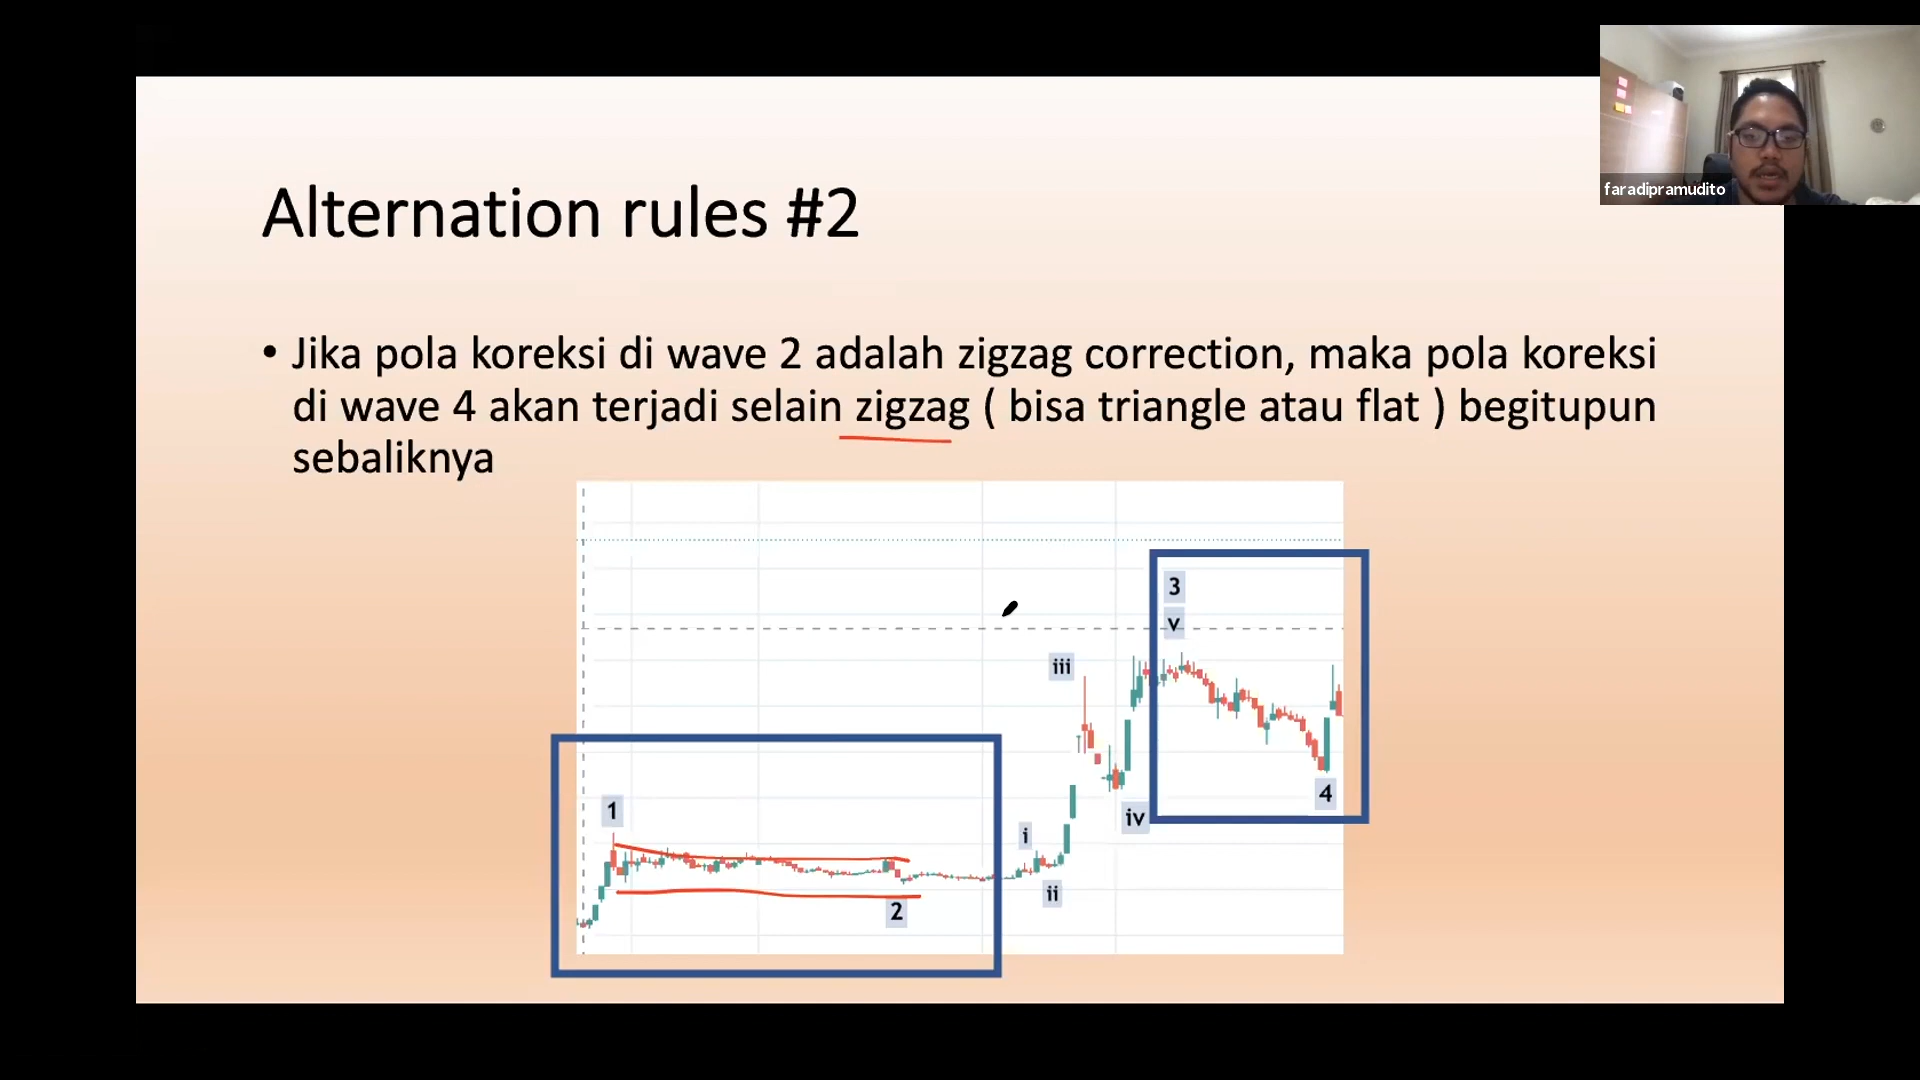 faradipramudito
Alternation rules #2
• Jika pola koreksi di wave 2 adalah zigzag correction, maka pola koreksi
di wave 4 akan terjadi selain zigzag ( bisa triangle atau flat ) begitupun
sebaliknya
3
v
iii
4
1
iv
i
ii
2